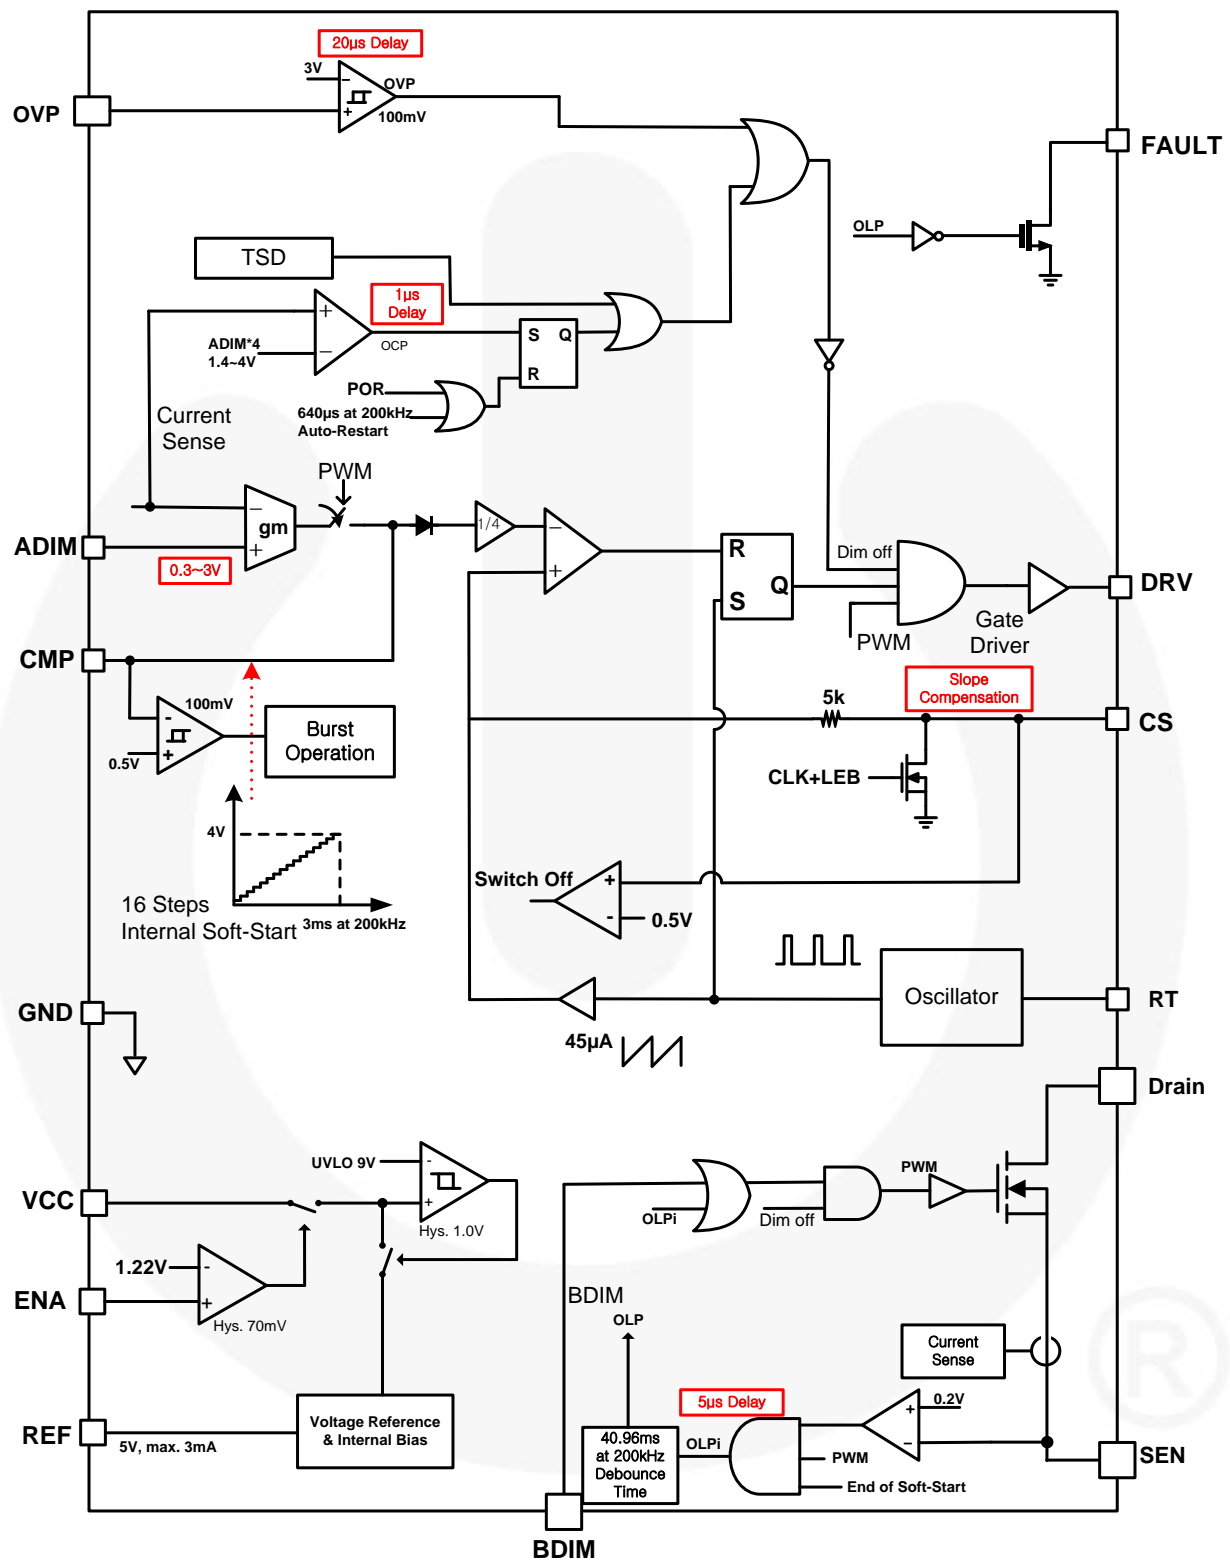 20µs Delay
3V
−
OVP
+
100mV
OVP
FAULT
OLP
TSD
1µs
Delay
+
ADIM*4
1.4~4V
−
OCP
S
Q
R
POR
640µs at 200kHz
Auto-Restart
Current
Sense
PWM
−
gm
+
1/4
−
+
ADIM
0.3~3V
R
Q
S
Dim off
PWM
Gate
Driver
DRV
CMP
100mV
-
+
0.5V
Burst
Operation
Slope
Compensation
5k
CS
CLK+LEB
4V
16 Steps
Internal Soft-Start
3ms at 200kHz
Switch Off
+
-
0.5V
GND
Oscillator
RT
45µA
Drain
UVLO 9V
-
+
Hys. 1.0V
VCC
PWM
OLPi
Dim off
1.22V
-
+
ENA
Hys. 70mV
BDIM
OLP
Current
Sense
5µs Delay
0.2V
+
−
REF
5V, max. 3mA
Voltage Reference
& Internal Bias
40.96ms
at 200kHz
Debounce
Time
OLPi
PWM
End of Soft-Start
SEN
BDIM
®